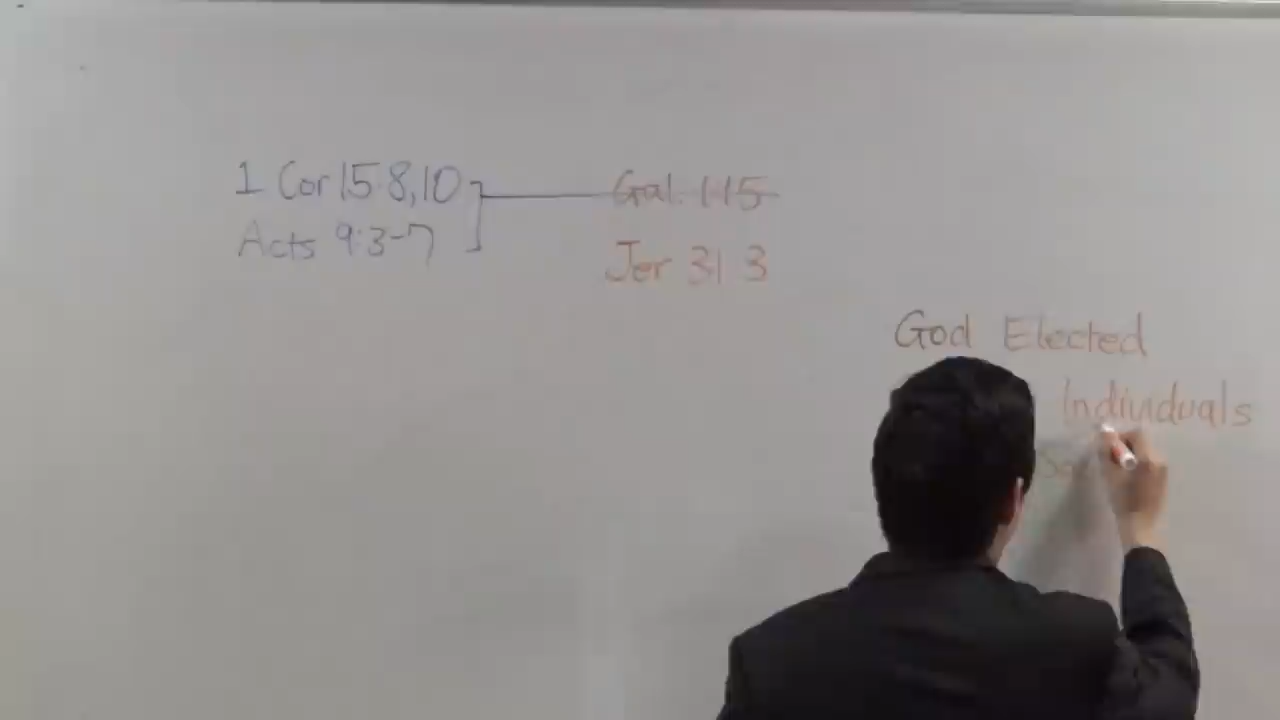 1 Cor 15:8,10
Acts 9:3-7
Gal. 1:15
Jer 31:3
God Elected
Individuals